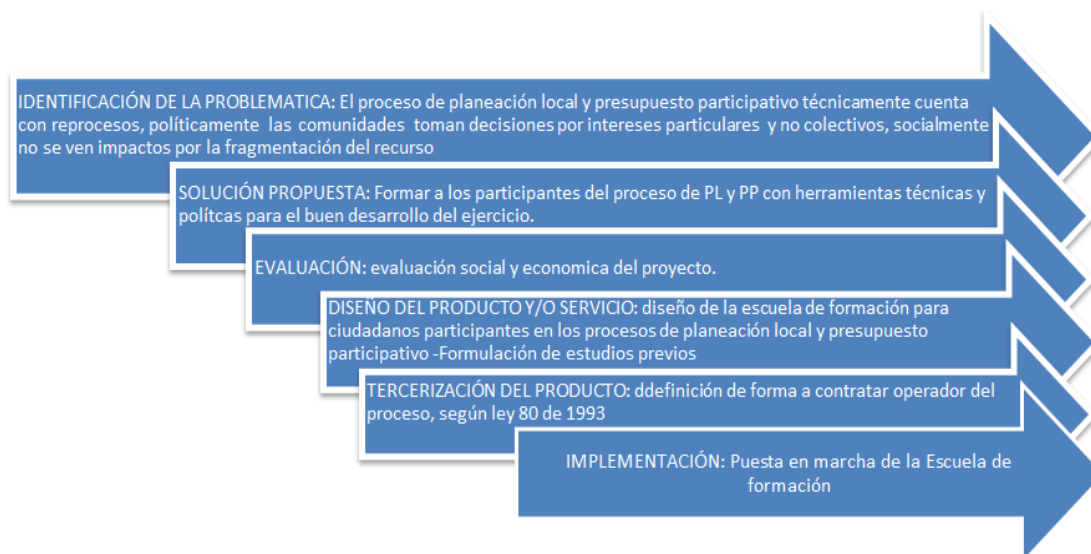 IDENTIFICACIÓN DE LA PROBLEMATICA: El proceso de planeación local y presupuesto participativo técnicamente cuenta
con reprocesos, políticamente las comunidades toman decisiones por intereses particulares y no colectivos, socialmente
no se ven impactos por la fragmentación del recurso
SOLUCIÓN PROPUESTA: Formar a los participantes del proceso de PL y PP con herramientas técnicas y
polítcas para el buen desarrollo del ejercicio.
EVALUACIÓN: evaluación social y economica del proyecto.
DISEÑO DEL PRODUCTO Y/O SERVICIO: diseño de la escuela de formación para
ciudadanos participantes en los procesos de planeación local y presupuesto
participativo -Formulación de estudios previos
TERCERIZACIÓN DEL PRODUCTO: ddefinición de forma a contratar operador del
proceso, según ley 80 de 1993
IMPLEMENTACIÓN: Puesta en marcha de la Escuela de
formación